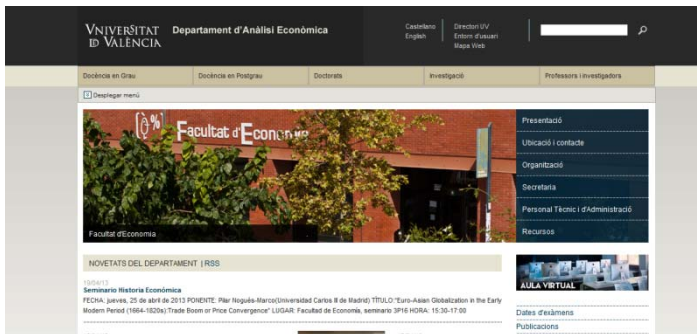 VNIVERSITAT
ID VALÈNCIA
Departament d'Anàlisi Econòmica
Castellano
English
Directori UV
Entorn d'usuari
Mapa Web
Docència en Grau
Docència en Postgrau
Doctorats
Investigació
Professors i investigadors
Desplegar menú
(ò%)
Facultat d'Economia
Presentació
Ubicació i contacte
Organització
Secretaria
Personal Tècnic i d'Administració
Recursos
Facultat d'Economia
NOVETATS DEL DEPARTAMENT | RSS
19/04/13
Seminario Historia Económica
FECHA: jueves, 25 de abril de 2013 PONENTE: Pilar Nogués-Marco(Universidad Carlos III de Madrid) TÍTULO:"Euro-Asian Globalization in the Early
Modern Period (1664-1820s):Trade Boom or Price Convergence" LUGAR: Facultad de Economía, seminario 3P16 HORA: 15:30-17:00
AULA VIRTUAL
Dates d'exàmens
Publicacions